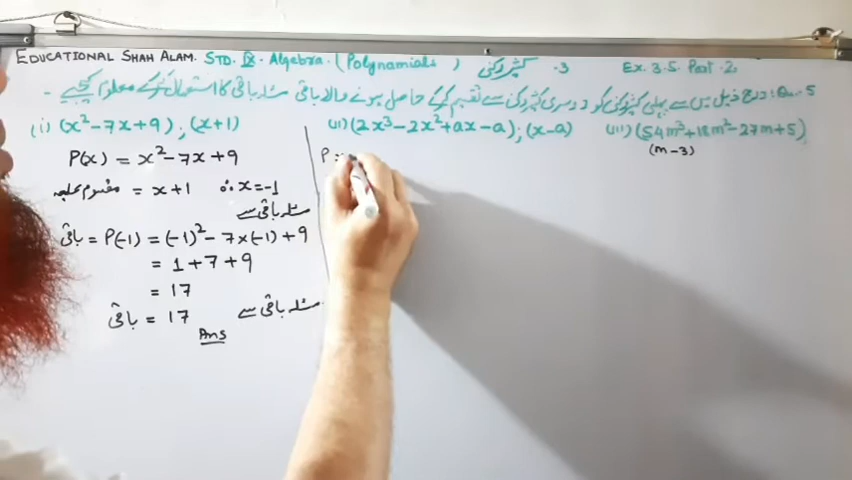 EDUCATIONAL SHAH ALAM. STD. IX. Algebra. (Polynamials) کثیر رکنی .3 Ex. 3.5. Part. 2.
Qu. 5 : درج ذیل میں سے پہلی کثیر رکنی کو دوسری کثیر رکنی سے تقسیم کرکے حاصل ہونے والا باقی مسئلہ باقی کا استعمال کرکے معلوم کیجیے -
(i) (x²-7x+9) ; (x+1)
P(x) = x²-7x+9
مقسوم علیہ = x+1 ∴ x=-1
مسئلہ باقی سے
باقی = P(-1) = (-1)² - 7×(-1) + 9
= 1+7+9
= 17
باقی = 17 مسئلہ باقی سے
Ans
(ii) (2x³-2x²+ax-a) ; (x-a)
P
(iii) (54m³+18m²-27m+5)
(m-3)